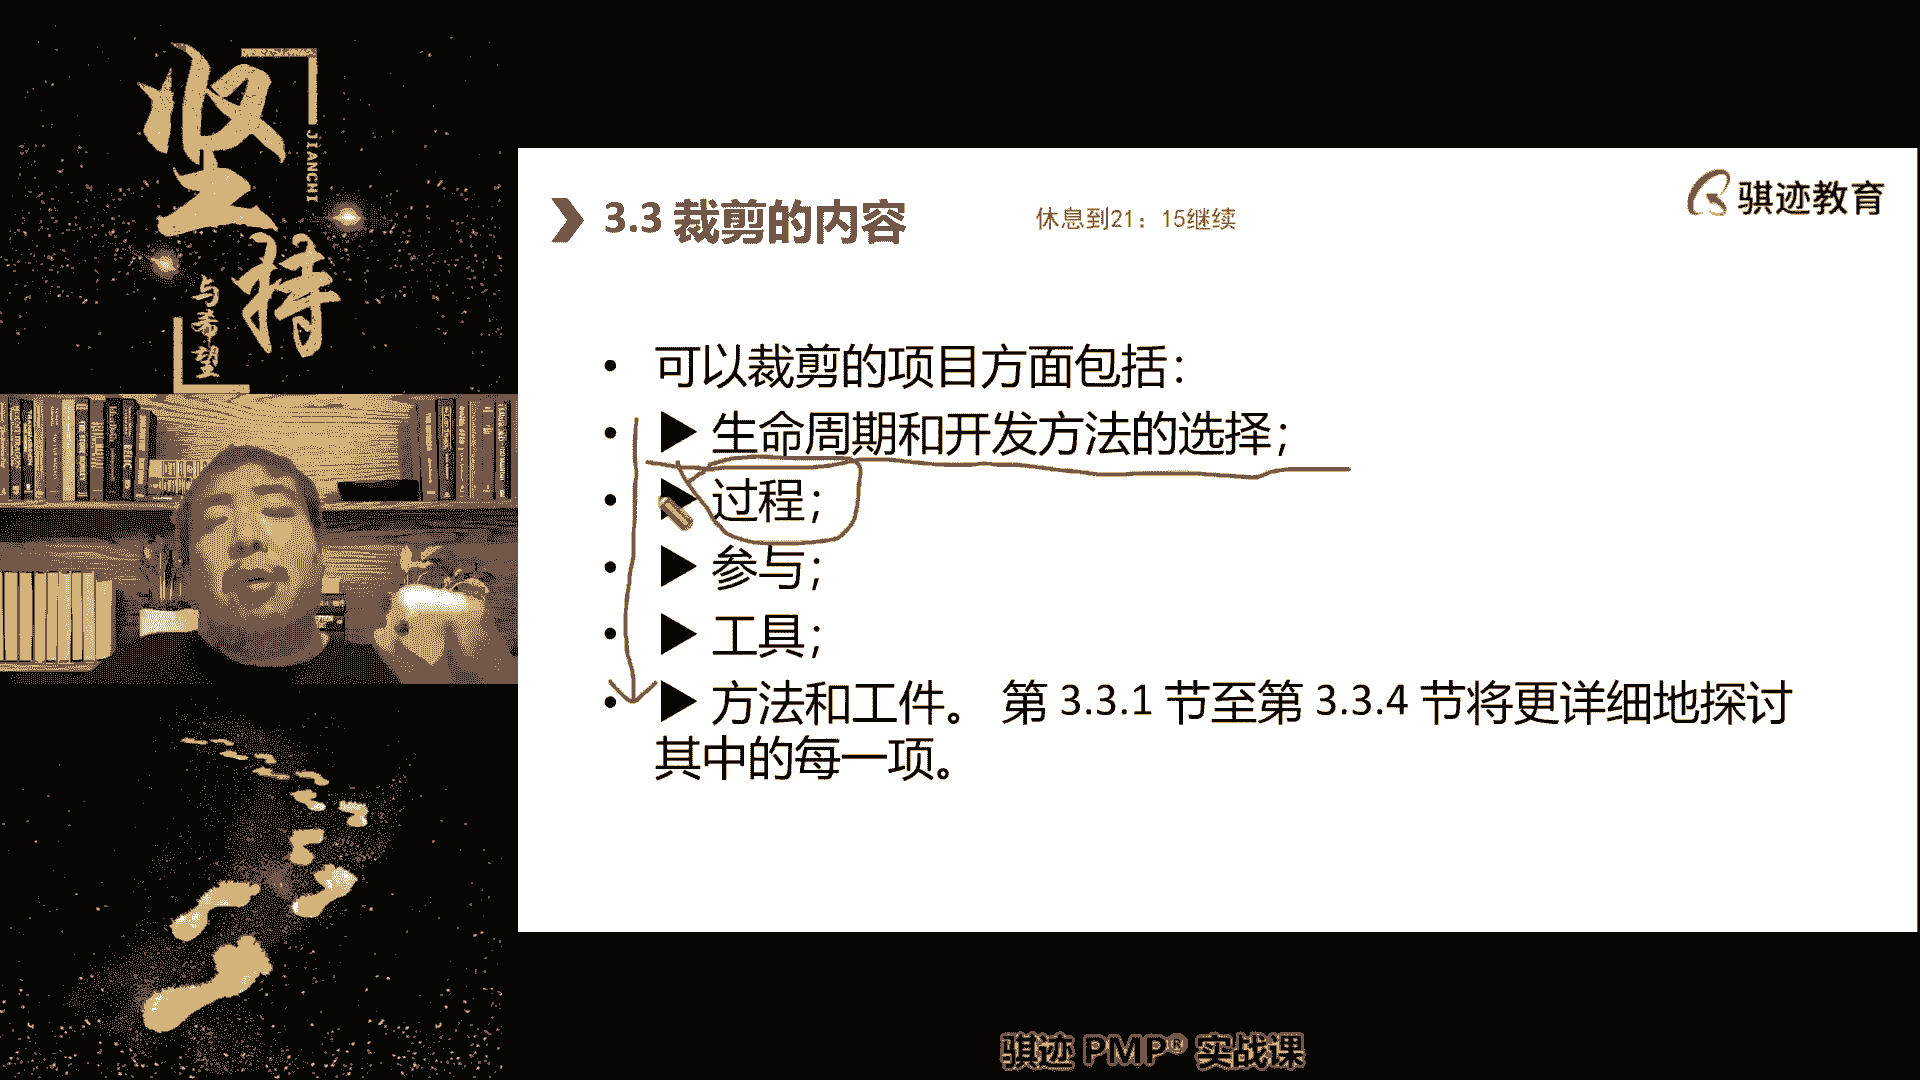 坚持
JIANCHI
与希望
3.3 裁剪的内容
休息到21：15继续
骐迹教育
• 可以裁剪的项目方面包括：
• ▶ 生命周期和开发方法的选择；
• ▶ 过程；
• ▶ 参与；
• ▶ 工具；
• ▶ 方法和工件。 第 3.3.1 节至第 3.3.4 节将更详细地探讨
其中的每一项。
骐迹 PMP® 实战课